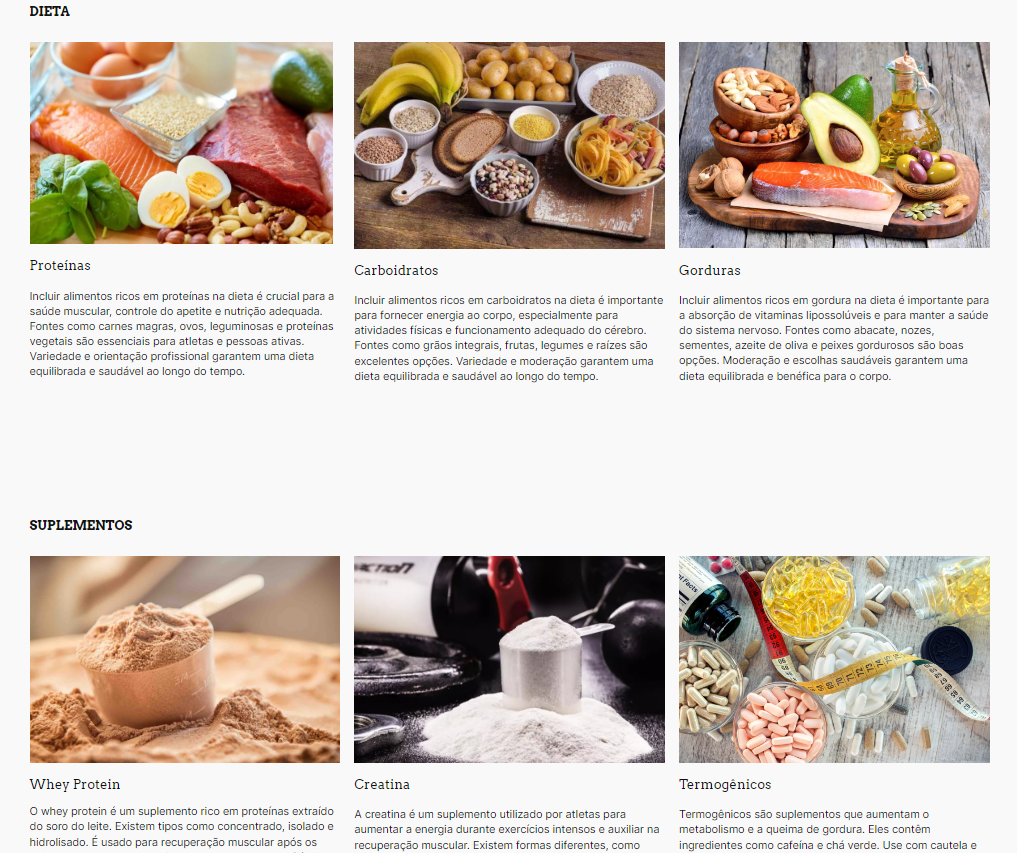 DIETA
Proteínas
Incluir alimentos ricos em proteínas na dieta é crucial para a
saúde muscular, controle do apetite e nutrição adequada.
Fontes como carnes magras, ovos, leguminosas e proteínas
vegetais são essenciais para atletas e pessoas ativas.
Variedade e orientação profissional garantem uma dieta
equilibrada e saudável ao longo do tempo.
Carboidratos
Incluir alimentos ricos em carboidratos na dieta é importante
para fornecer energia ao corpo, especialmente para
atividades físicas e funcionamento adequado do cérebro.
Fontes como grãos integrais, frutas, legumes e raízes são
excelentes opções. Variedade e moderação garantem uma
dieta equilibrada e saudável ao longo do tempo.
Gorduras
Incluir alimentos ricos em gordura na dieta é importante para
a absorção de vitaminas lipossolúveis e para manter a saúde
do sistema nervoso. Fontes como abacate, nozes,
sementes, azeite de oliva e peixes gordurosos são boas
opções. Moderação e escolhas saudáveis garantem uma
dieta equilibrada e benéfica para o corpo.
SUPLEMENTOS
Whey Protein
O whey protein é um suplemento rico em proteínas extraído
do soro do leite. Existem tipos como concentrado, isolado e
hidrolisado. É usado para recuperação muscular após os
Creatina
A creatina é um suplemento utilizado por atletas para
aumentar a energia durante exercícios intensos e auxiliar na
recuperação muscular. Existem formas diferentes, como
Termogênicos
Termogênicos são suplementos que aumentam o
metabolismo e a queima de gordura. Eles contêm
ingredientes como cafeína e chá verde. Use com cautela e